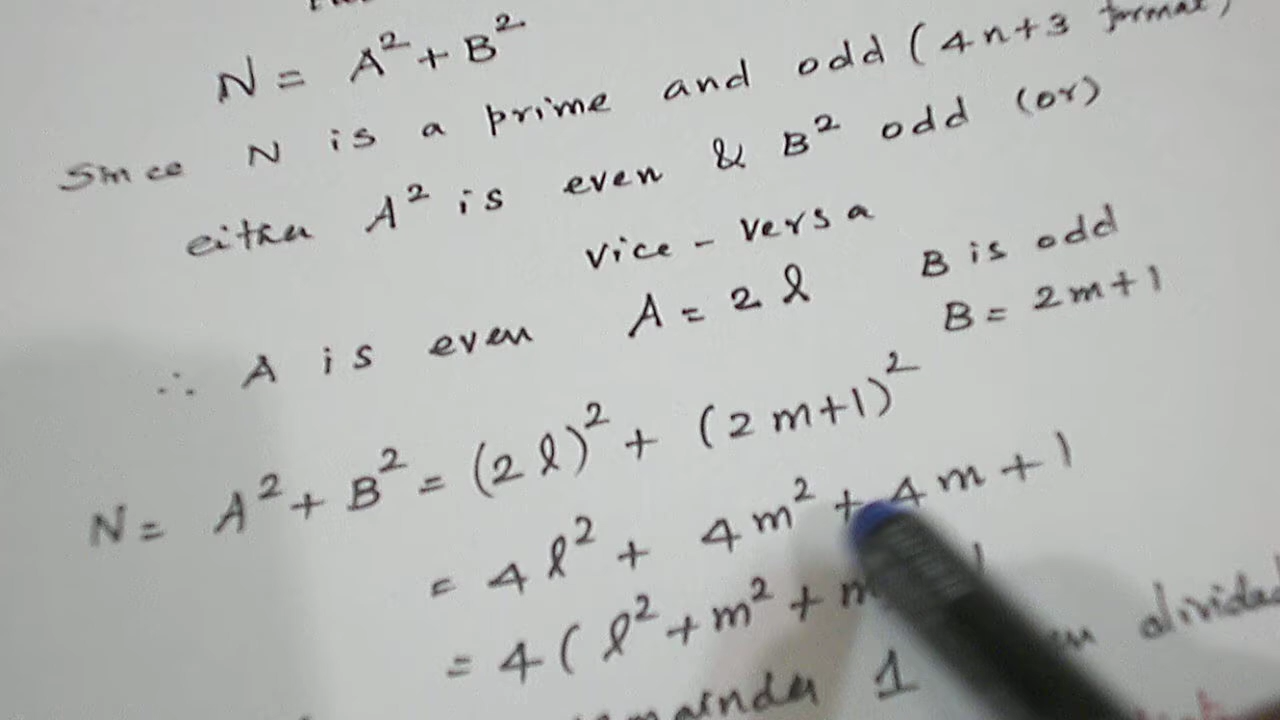 N = A² + B²
Since N is a prime and odd (4n+3 format)
either A² is even & B² odd (or)
vice - versa
∴ A is even A = 2l B is odd
B = 2m+1
N = A² + B² = (2l)² + (2m+1)²
= 4l² + 4m² + 4m + 1
= 4(l² + m² + m
1 divided